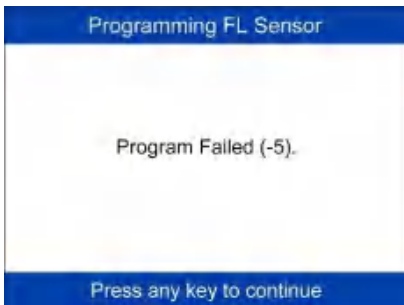 Programming FL Sensor
Program Failed (-5).
Press any key to continue